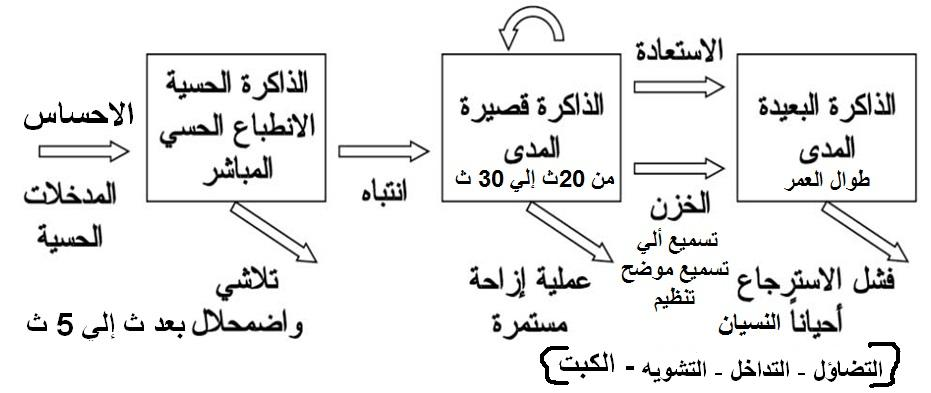 الاحساس
المدخلات
الحسية
الذاكرة الحسية
الانطباع الحسي
المباشر
تلاشي
واضمحلال بعد ث إلي 5 ث
انتباه
الذاكرة قصيرة
المدى
من 20ث إلي 30 ث
عملية إزاحة
مستمرة
الاستعادة
الخزن
تسميع ألي
تسميع موضح
تنظيم
الذاكرة البعيدة
المدى
طوال العمر
فشل الاسترجاع
أحياناً النسيان
(التضاؤل - التداخل - التشويه - الكبت)